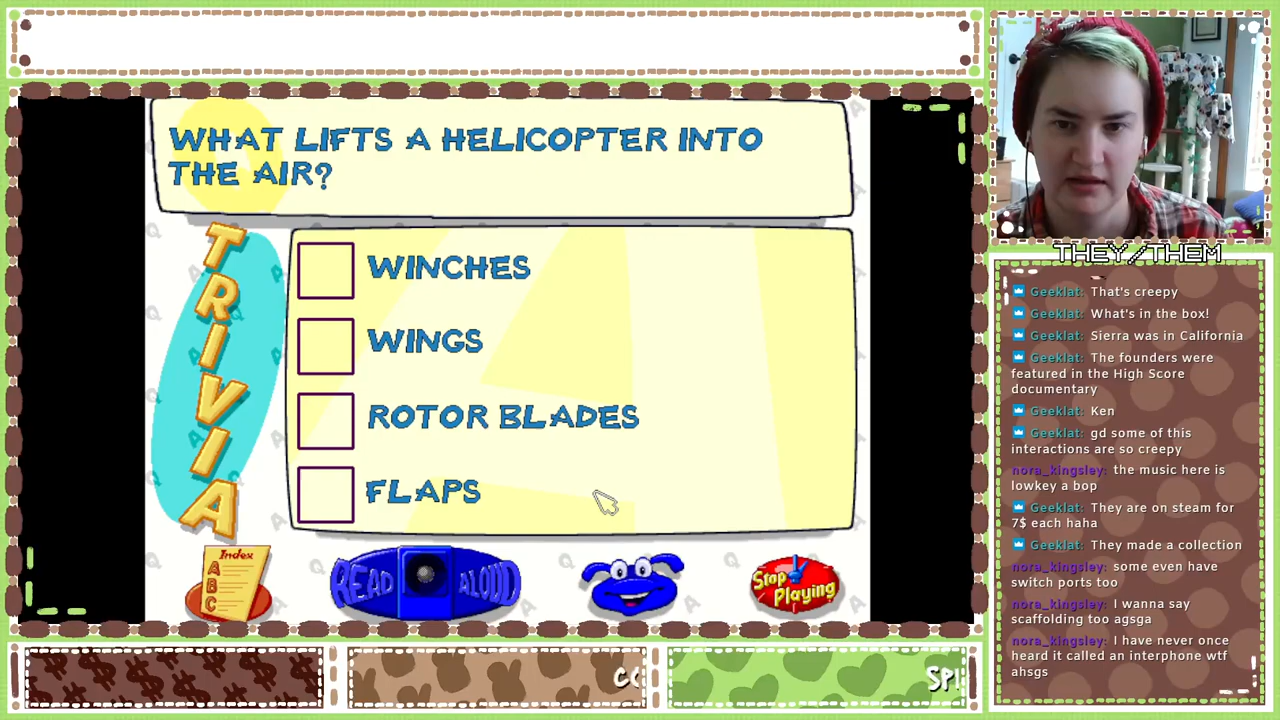 WHAT LIFTS A HELICOPTER INTO
THE AIR?
TRIVIA
WINCHES
WINGS
ROTOR BLADES
FLAPS
Index
A
B
C
READ ALOUD
Stop
Playing
THEY/THEM
Geeklat: That's creepy
Geeklat: What's in the box!
Geeklat: Sierra was in California
Geeklat: The founders were
featured in the High Score
documentary
Geeklat: Ken
Geeklat: gd some of this
interactions are so creepy
nora_kingsley: the music here is
lowkey a bop
Geeklat: They are on steam for
7$ each haha
Geeklat: They made a collection
nora_kingsley: some even have
switch ports too
nora_kingsley: I wanna say
scaffolding too agsga
nora_kingsley: I have never once
heard it called an interphone wtf
ahsgs